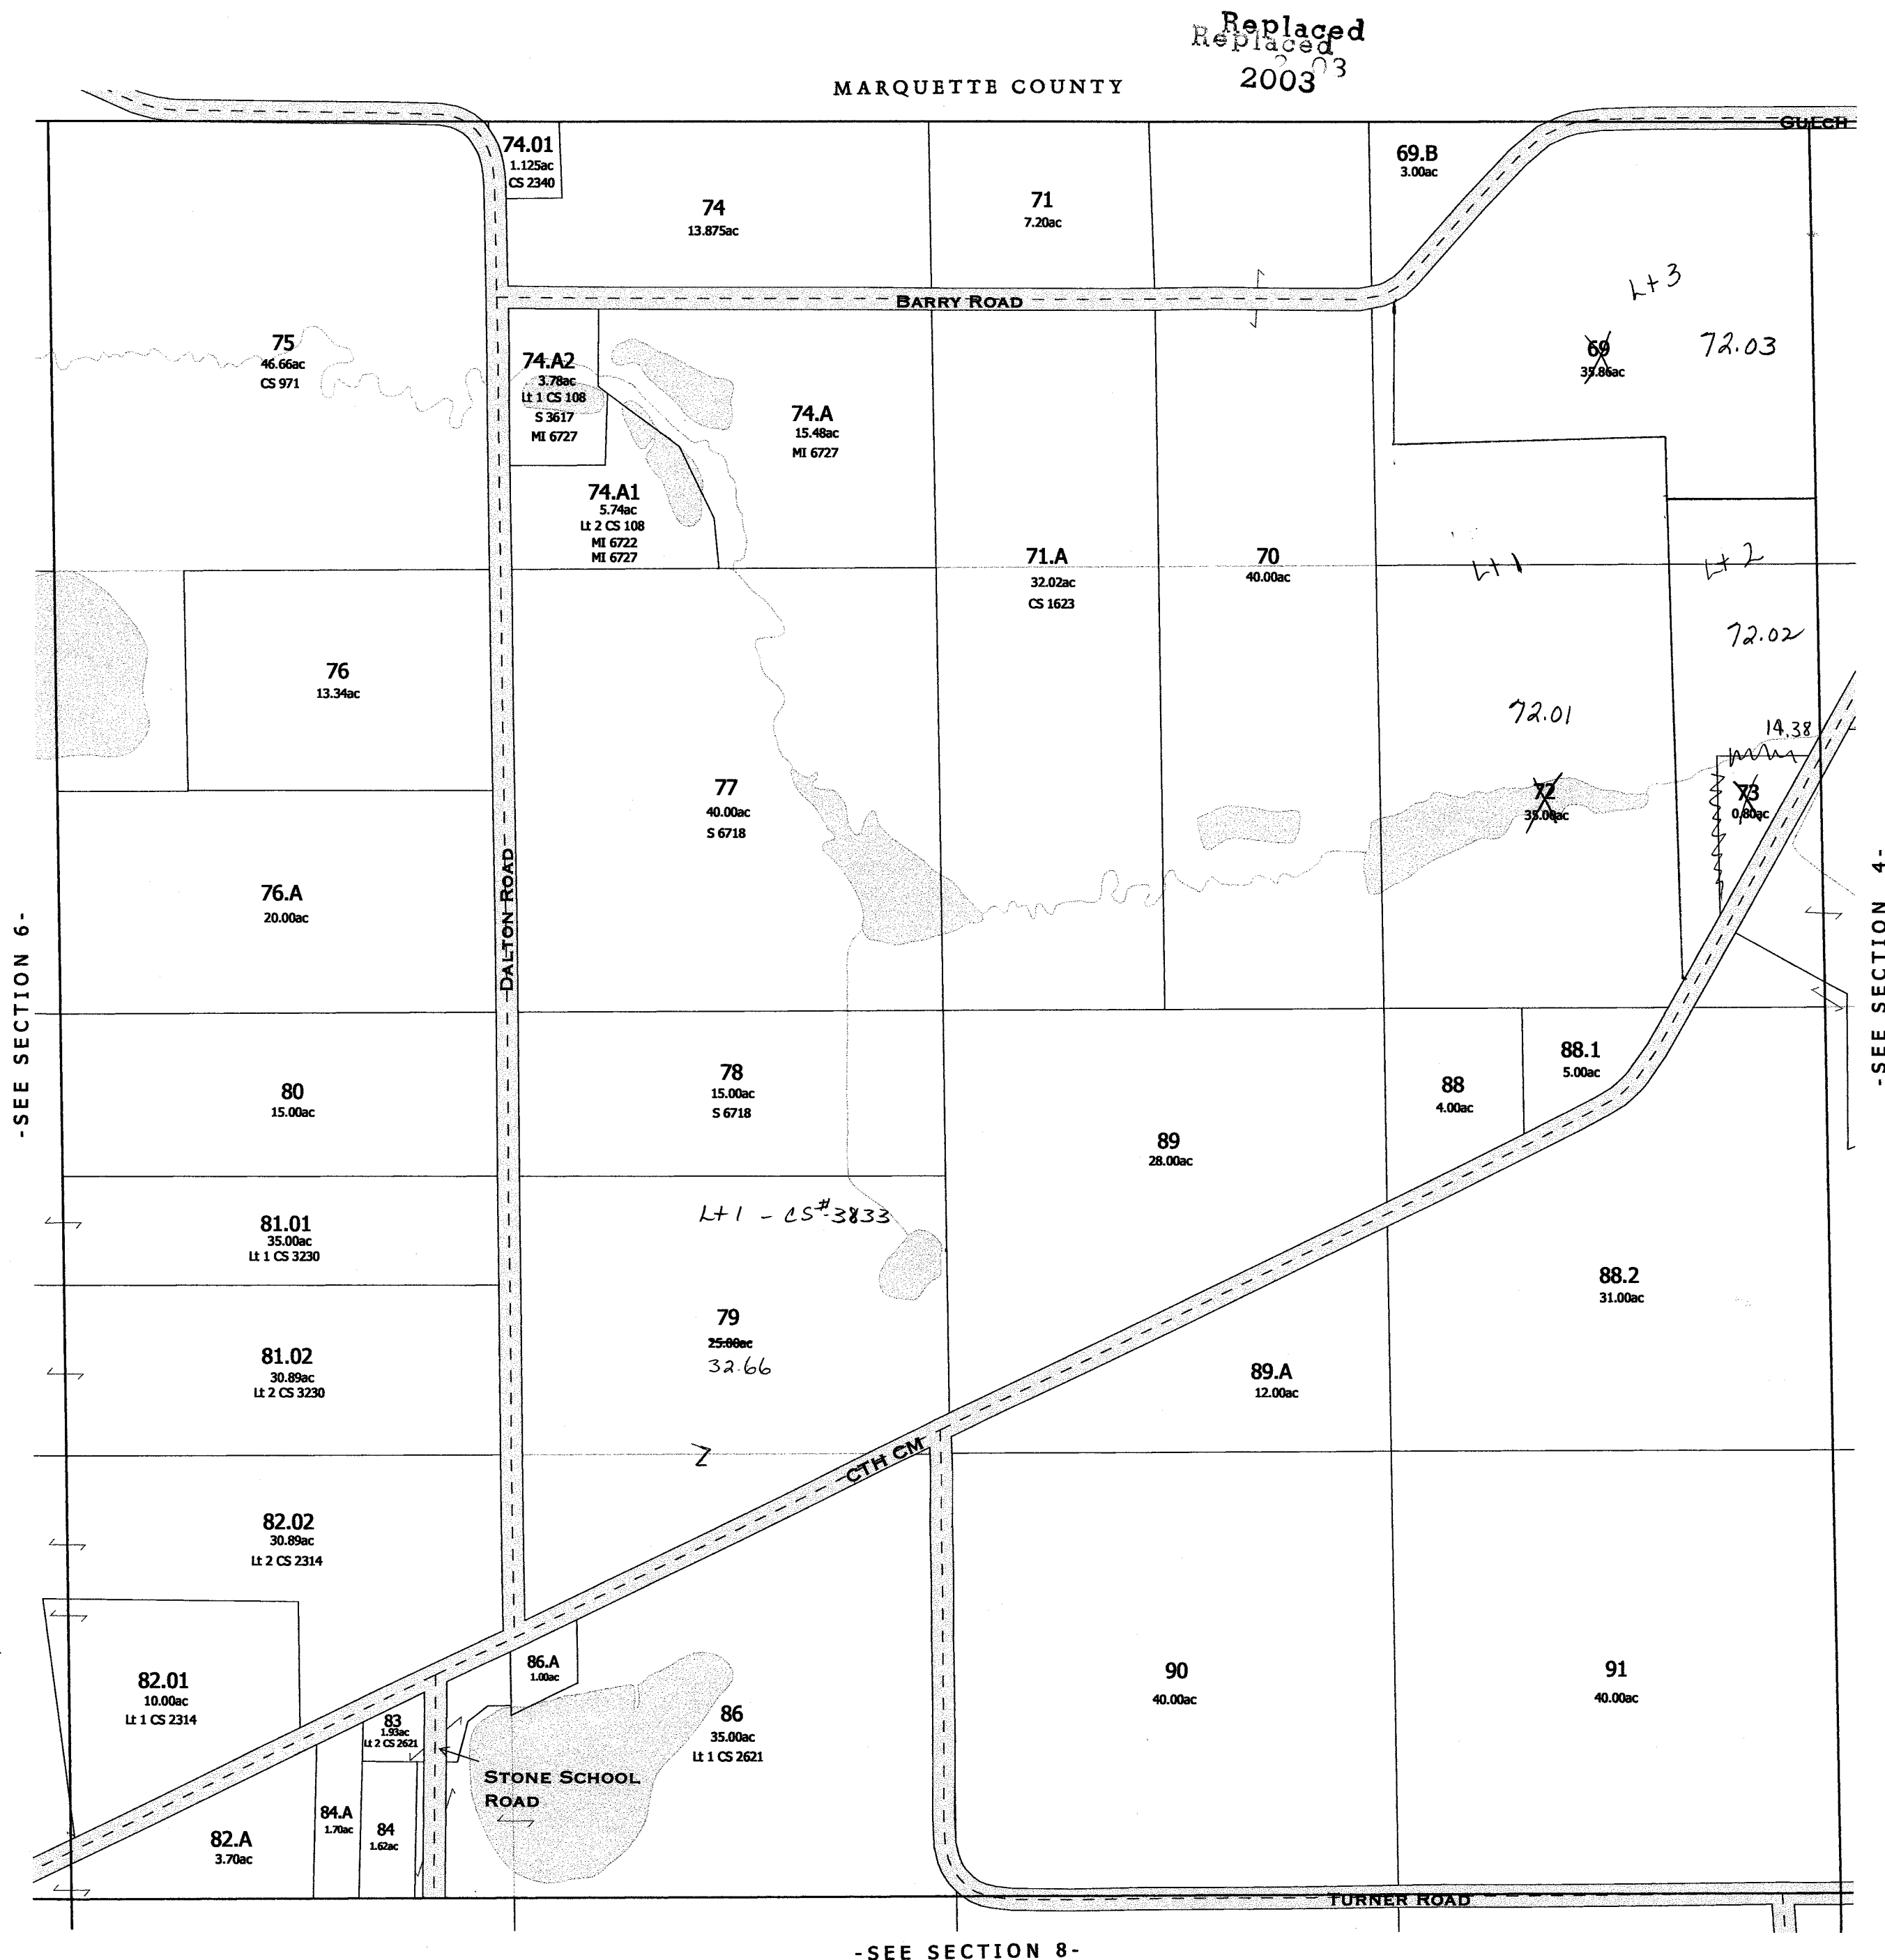 Replaced
Replaced
2003
MARQUETTE COUNTY
GULCH
74.01
1.125ac
CS 2340
74
13.875ac
71
7.20ac
69.B
3.00ac
BARRY ROAD
Lt 3
72.03
69
35.86ac
75
46.66ac
CS 971
74.A2
3.78ac
Lt 1 CS 108
S 3617
MI 6727
74.A
15.48ac
MI 6727
74.A1
5.74ac
Lt 2 CS 108
MI 6722
MI 6727
71.A
32.02ac
CS 1623
70
40.00ac
Lt 1
Lt 2
72.02
76
13.34ac
72.01
14.38
77
40.00ac
S 6718
72
35.00ac
73
0.80ac
76.A
20.00ac
DALTON ROAD
-SEE SECTION 6-
-SEE SECTION 4-
80
15.00ac
78
15.00ac
S 6718
89
28.00ac
88
4.00ac
88.1
5.00ac
81.01
35.00ac
Lt 1 CS 3230
Lt 1 - CS# 3833
88.2
31.00ac
79
25.00ac
32.66
81.02
30.89ac
Lt 2 CS 3230
89.A
12.00ac
Z
CTH CM
82.02
30.89ac
Lt 2 CS 2314
82.01
10.00ac
Lt 1 CS 2314
86.A
1.00ac
86
35.00ac
Lt 1 CS 2621
90
40.00ac
91
40.00ac
83
1.93ac
Lt 2 CS 2621
STONE SCHOOL
ROAD
84.A
1.70ac
84
1.62ac
82.A
3.70ac
TURNER ROAD
-SEE SECTION 8-